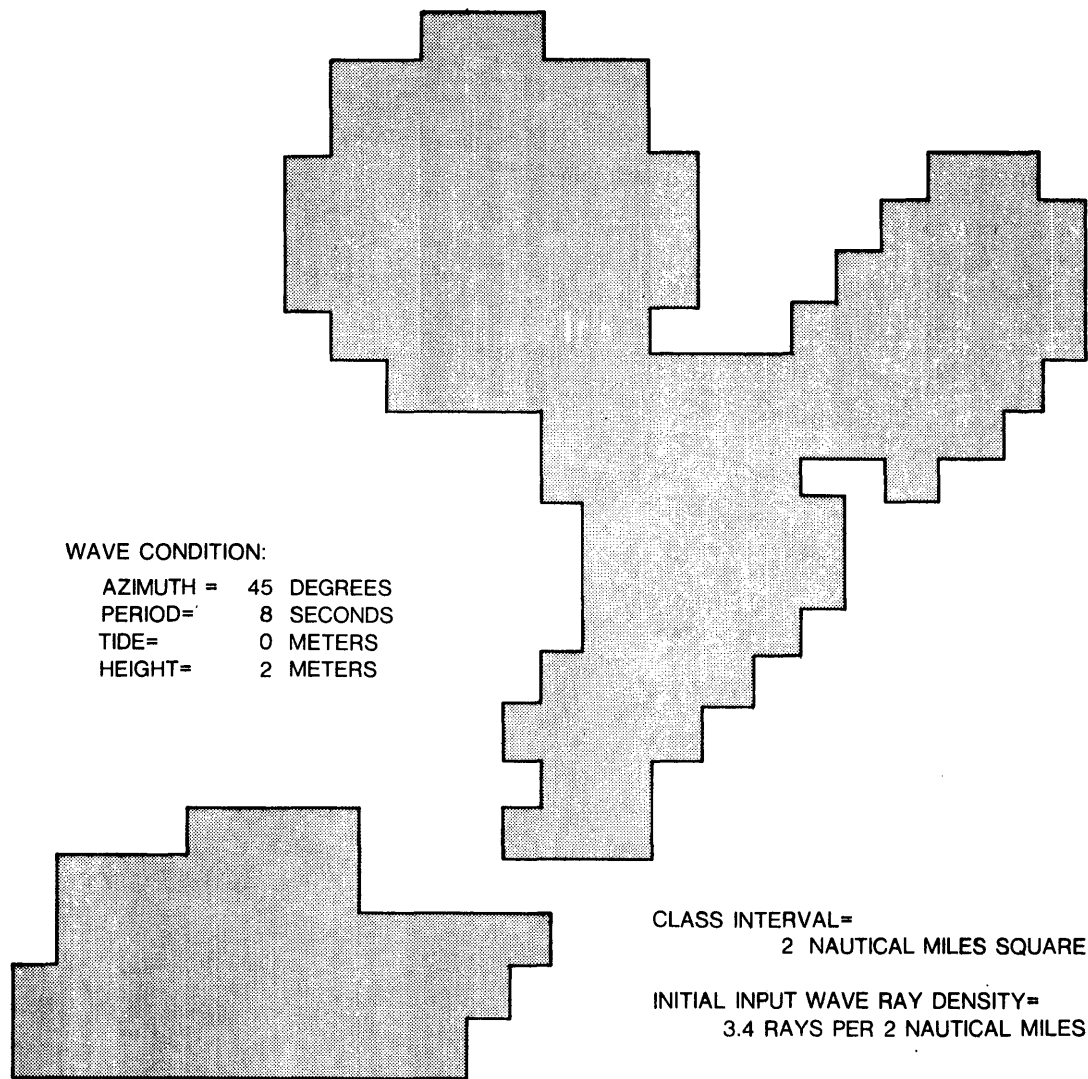 WAVE CONDITION:
AZIMUTH = 45 DEGREES
PERIOD= 8 SECONDS
TIDE= 0 METERS
HEIGHT= 2 METERS
CLASS INTERVAL=
2 NAUTICAL MILES SQUARE
INITIAL INPUT WAVE RAY DENSITY=
3.4 RAYS PER 2 NAUTICAL MILES